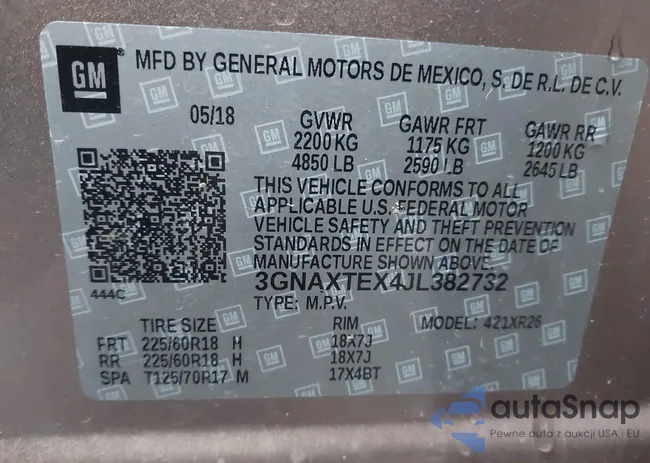 GM
MFD BY GENERAL MOTORS DE MEXICO, S. DE R.L. DE C.V.
05/18 GVWR GAWR FRT GAWR RR
2200 KG 1175 KG 1200 KG
4850 LB 2590 LB 2645 LB
THIS VEHICLE CONFORMS TO ALL
APPLICABLE U.S. FEDERAL MOTOR
VEHICLE SAFETY AND THEFT PREVENTION
STANDARDS IN EFFECT ON THE DATE OF
MANUFACTURE SHOWN ABOVE.
444C
3GNAXTEX4JL382732
TYPE: M.P.V. MODEL: 421XR26
TIRE SIZE RIM
FRT 225/60R18 H 18X7J
RR 225/60R18 H 18X7J
SPA T125/70R17 M 17X4BT
autaSnap
Pewne auta z aukcji USA i EU